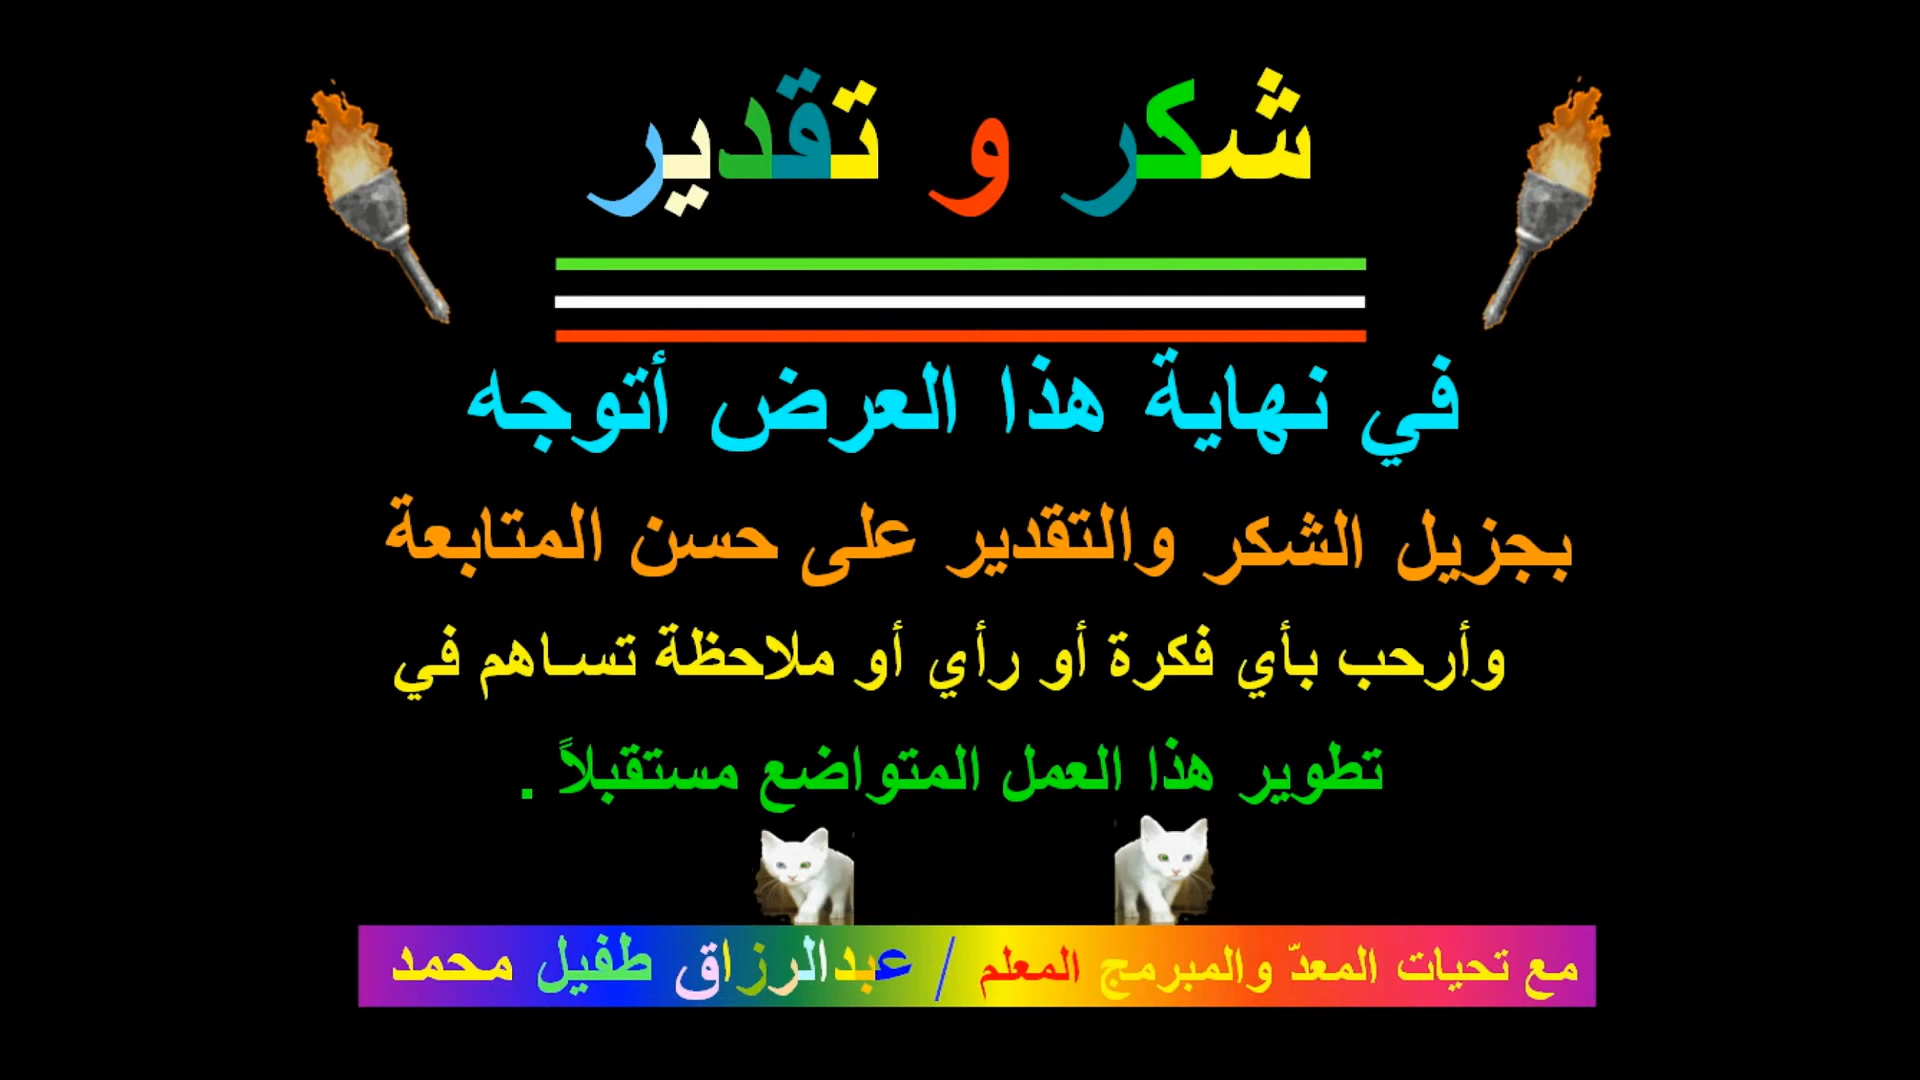 شكر و تقدير
في نهاية هذا العرض أتوجه
بجزيل الشكر والتقدير على حسن المتابعة
وأرحب بأي فكرة أو رأي أو ملاحظة تساهم في
تطوير هذا العمل المتواضع مستقبلاً .
مع تحيات المعدّ والمبرمج المعلم / عبدالرزاق طفيل محمد